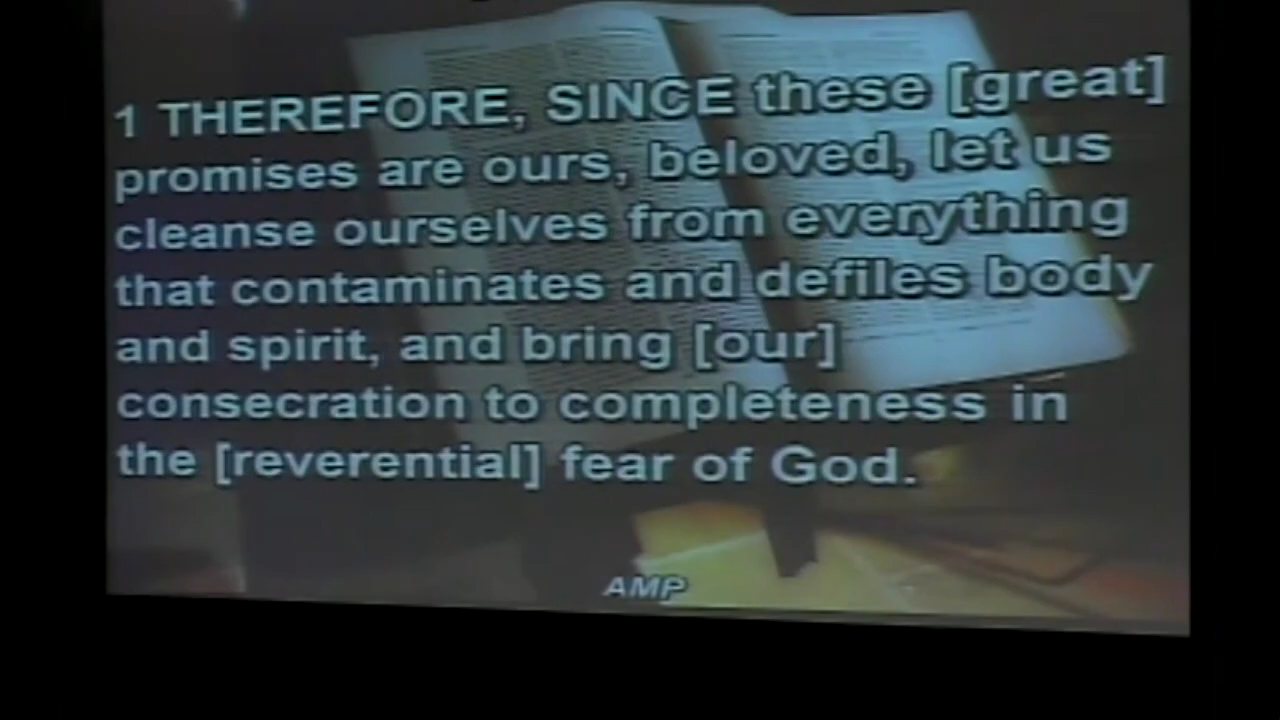 1 THEREFORE, SINCE these [great]
promises are ours, beloved, let us
cleanse ourselves from everything
that contaminates and defiles body
and spirit, and bring [our]
consecration to completeness in
the [reverential] fear of God.
AMP